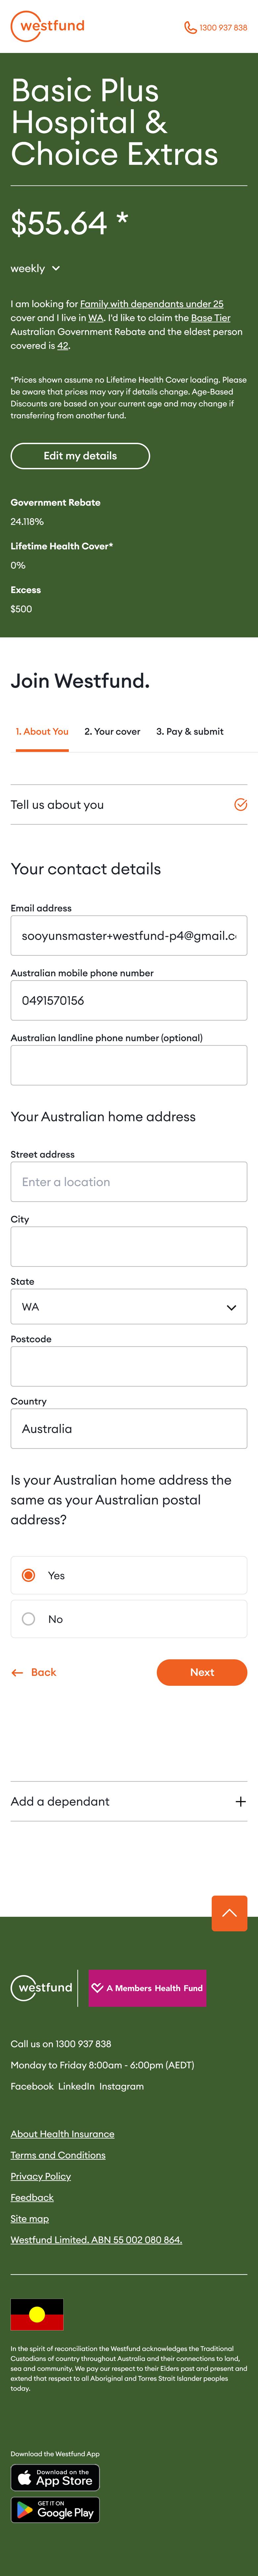 westfund
1300 937 838
Basic Plus
Hospital &
Choice Extras
$55.64 *
weekly
I am looking for Family with dependants under 25
cover and I live in WA. I'd like to claim the Base Tier
Australian Government Rebate and the eldest person
covered is 42.
*Prices shown assume no Lifetime Health Cover loading. Please
be aware that prices may vary if details change. Age-Based
Discounts are based on your current age and may change if
transferring from another fund.
Edit my details
Government Rebate
24.118%
Lifetime Health Cover*
0%
Excess
$500
Join Westfund.
1. About You 2. Your cover 3. Pay & submit
Tell us about you
Your contact details
Email address
sooyunsmaster+westfund-p4@gmail.c
Australian mobile phone number
0491570156
Australian landline phone number (optional)
Your Australian home address
Street address
Enter a location
City
State
WA
Postcode
Country
Australia
Is your Australian home address the
same as your Australian postal
address?
Yes
No
Back Next
Add a dependant
westfund A Members Health Fund
Call us on 1300 937 838
Monday to Friday 8:00am - 6:00pm (AEDT)
Facebook LinkedIn Instagram
About Health Insurance
Terms and Conditions
Privacy Policy
Feedback
Site map
Westfund Limited. ABN 55 002 080 864.
In the spirit of reconciliation the Westfund acknowledges the Traditional
Custodians of country throughout Australia and their connections to land,
sea and community. We pay our respect to their Elders past and present and
extend that respect to all Aboriginal and Torres Strait Islander peoples
today.
Download the Westfund App
Download on the
App Store
GET IT ON
Google Play